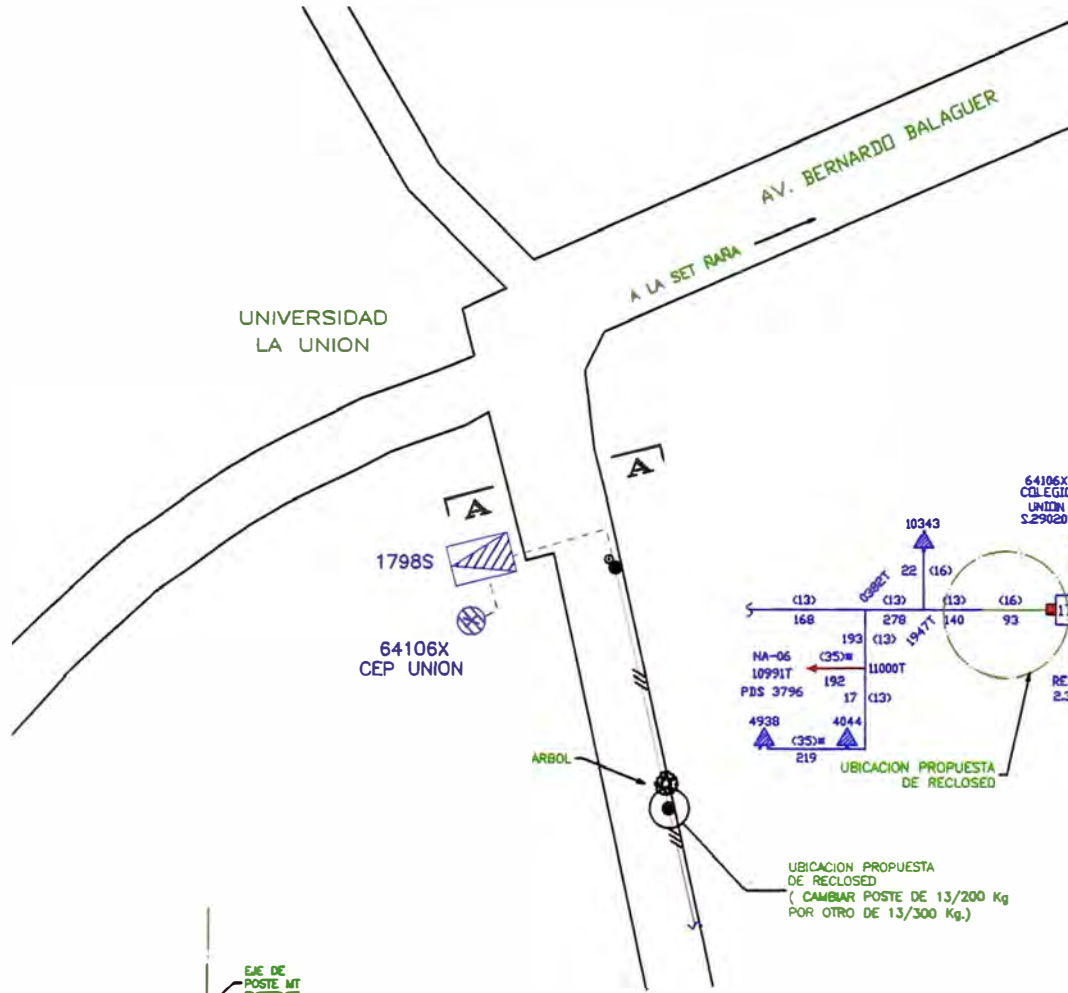 AV. BERNARDO BALAGUER
A LA SET ÑAÑA
UNIVERSIDAD
LA UNION
A
A
1798S
64106X
CEP UNION
64106X
UNION
S.29020
10343
22 (16)
0382T
(13)
168
(13)
278
1947T
(13)
140
(16)
93
193 (13)
NA-06
10991T
PDS 3796
(35)
192
11000T
17 (13)
4938
4044
(35)
219
UBICACION PROPUESTA
DE RECLOSED
ARBOL
UBICACION PROPUESTA
DE RECLOSED
( CAMBIAR POSTE DE 13/200 Kg
POR OTRO DE 13/300 Kg.)
EJE DE
POSTE MT